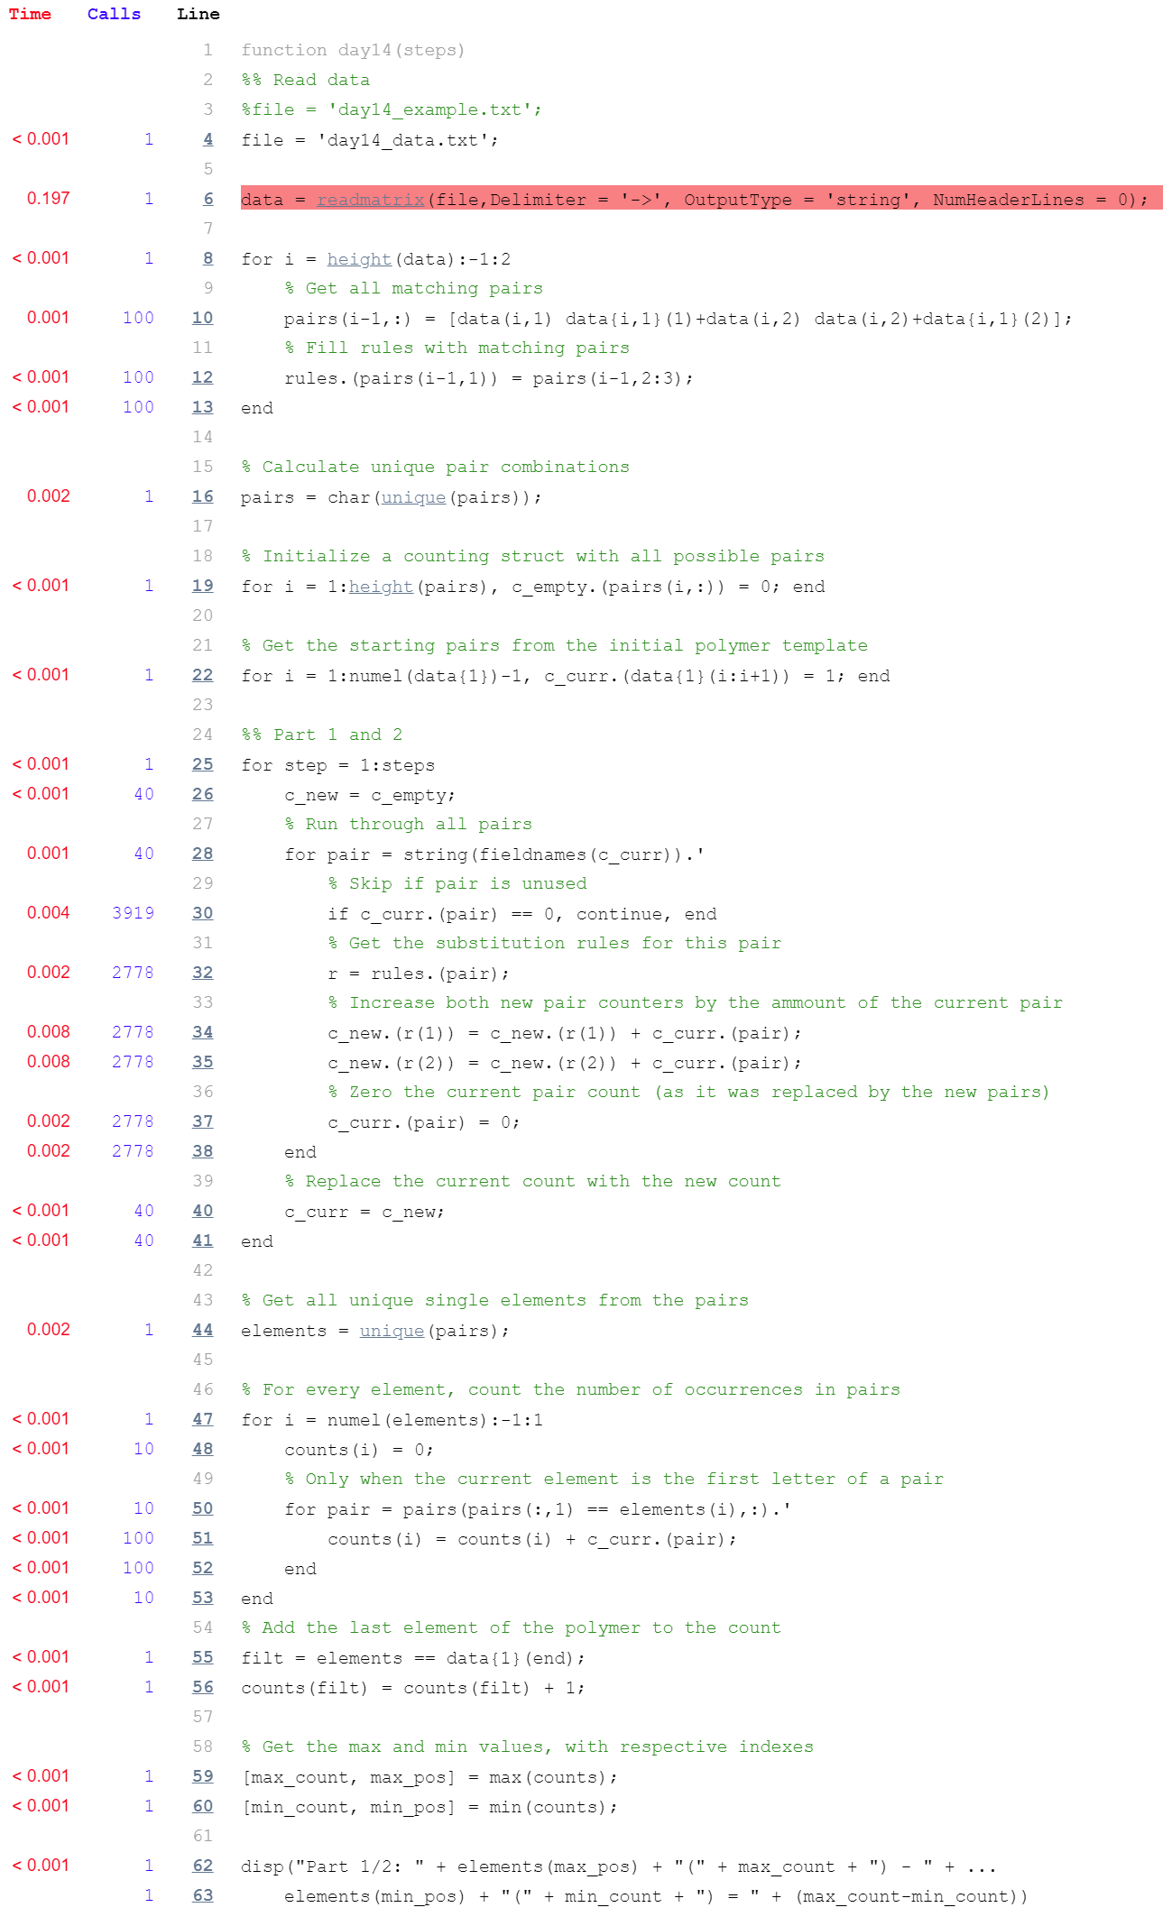 Time Calls Line
1 function day14(steps)
2 %% Read data
3 %file = 'day14_example.txt';
< 0.001 1 4 file = 'day14_data.txt';
5
0.197 1 6 data = readmatrix(file,Delimiter = '->', OutputType = 'string', NumHeaderLines = 0);
7
< 0.001 1 8 for i = height(data):-1:2
9 % Get all matching pairs
0.001 100 10 pairs(i-1,:) = [data(i,1) data{i,1}(1)+data(i,2) data(i,2)+data{i,1}(2)];
11 % Fill rules with matching pairs
< 0.001 100 12 rules.(pairs(i-1,1)) = pairs(i-1,2:3);
< 0.001 100 13 end
14
15 % Calculate unique pair combinations
0.002 1 16 pairs = char(unique(pairs));
17
18 % Initialize a counting struct with all possible pairs
< 0.001 1 19 for i = 1:height(pairs), c_empty.(pairs(i,:)) = 0; end
20
21 % Get the starting pairs from the initial polymer template
< 0.001 1 22 for i = 1:numel(data{1})-1, c_curr.(data{1}(i:i+1)) = 1; end
23
24 %% Part 1 and 2
< 0.001 1 25 for step = 1:steps
< 0.001 40 26 c_new = c_empty;
27 % Run through all pairs
0.001 40 28 for pair = string(fieldnames(c_curr)).'
29 % Skip if pair is unused
0.004 3919 30 if c_curr.(pair) == 0, continue, end
31 % Get the substitution rules for this pair
0.002 2778 32 r = rules.(pair);
33 % Increase both new pair counters by the ammount of the current pair
0.008 2778 34 c_new.(r(1)) = c_new.(r(1)) + c_curr.(pair);
0.008 2778 35 c_new.(r(2)) = c_new.(r(2)) + c_curr.(pair);
36 % Zero the current pair count (as it was replaced by the new pairs)
0.002 2778 37 c_curr.(pair) = 0;
0.002 2778 38 end
39 % Replace the current count with the new count
< 0.001 40 40 c_curr = c_new;
< 0.001 40 41 end
42
43 % Get all unique single elements from the pairs
0.002 1 44 elements = unique(pairs);
45
46 % For every element, count the number of occurrences in pairs
< 0.001 1 47 for i = numel(elements):-1:1
< 0.001 10 48 counts(i) = 0;
49 % Only when the current element is the first letter of a pair
< 0.001 10 50 for pair = pairs(pairs(:,1) == elements(i),:).'
< 0.001 100 51 counts(i) = counts(i) + c_curr.(pair);
< 0.001 100 52 end
< 0.001 10 53 end
54 % Add the last element of the polymer to the count
< 0.001 1 55 filt = elements == data{1}(end);
< 0.001 1 56 counts(filt) = counts(filt) + 1;
57
58 % Get the max and min values, with respective indexes
< 0.001 1 59 [max_count, max_pos] = max(counts);
< 0.001 1 60 [min_count, min_pos] = min(counts);
61
< 0.001 1 62 disp("Part 1/2: " + elements(max_pos) + "(" + max_count + ") - " + ...
1 63 elements(min_pos) + "(" + min_count + ") = " + (max_count-min_count))